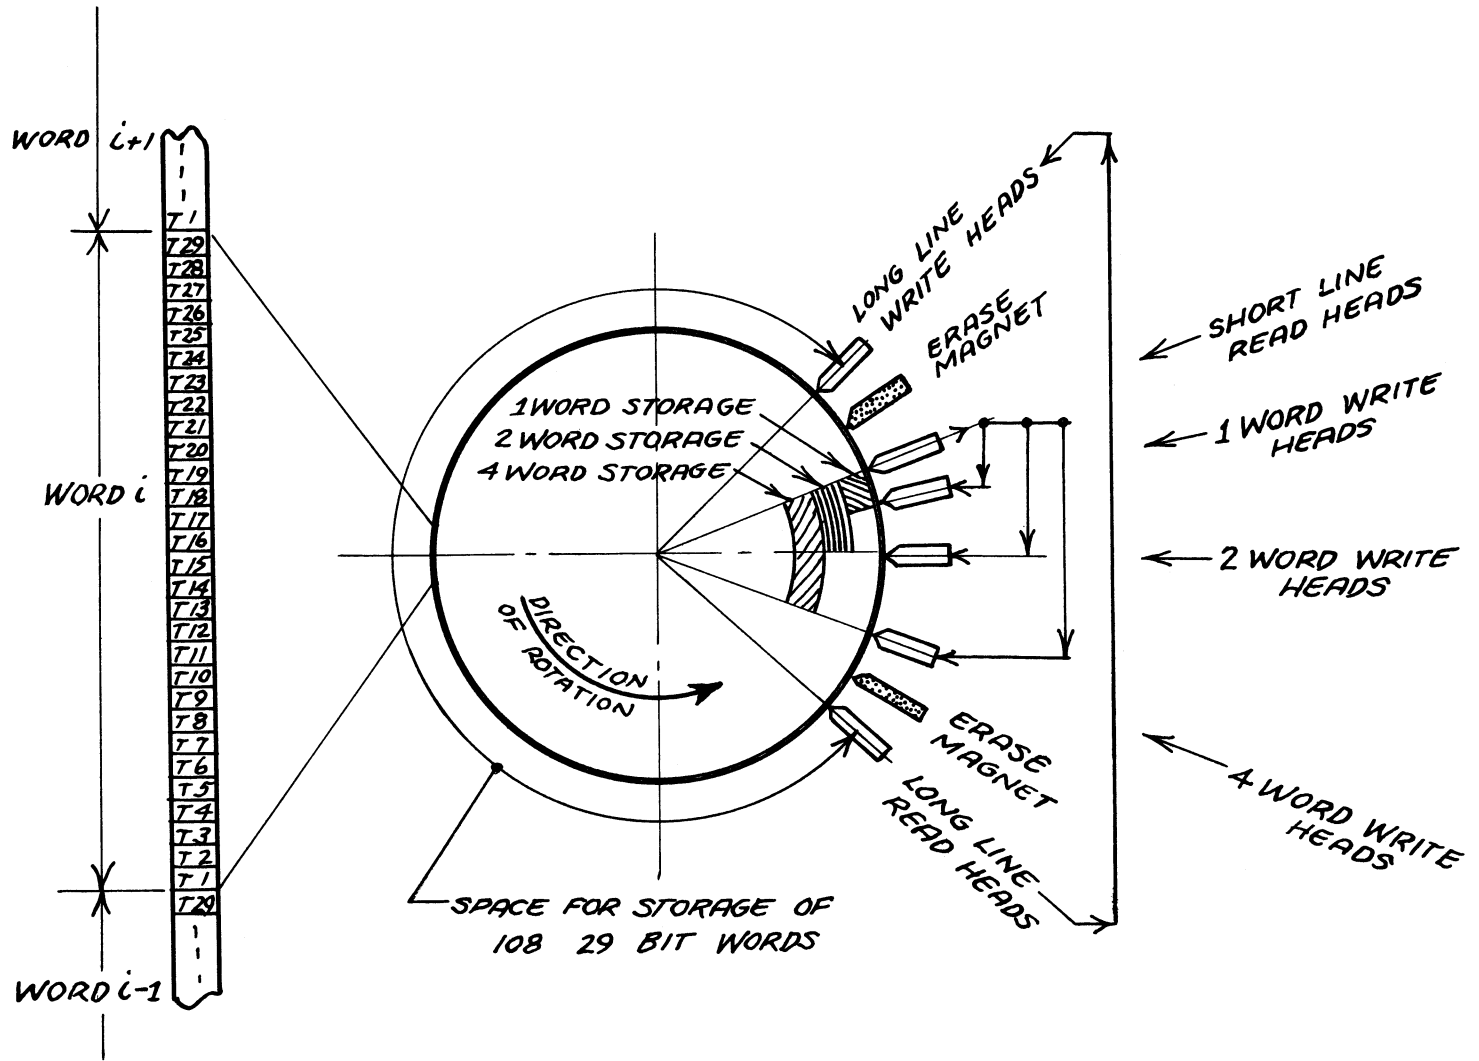 WORD i+1
T1
T29
T28
T27
T26
T25
T24
T23
T22
T21
T20
T19
T18
T17
T16
T15
T14
T13
T12
T11
T10
T9
T8
T7
T6
T5
T4
T3
T2
T1
T29
WORD i
WORD i-1
LONG LINE
WRITE HEADS
ERASE
MAGNET
1 WORD STORAGE
2 WORD STORAGE
4 WORD STORAGE
DIRECTION
OF ROTATION
ERASE
MAGNET
LONG LINE
READ HEADS
SPACE FOR STORAGE OF
108 29 BIT WORDS
SHORT LINE
READ HEADS
1 WORD WRITE
HEADS
2 WORD WRITE
HEADS
4 WORD WRITE
HEADS